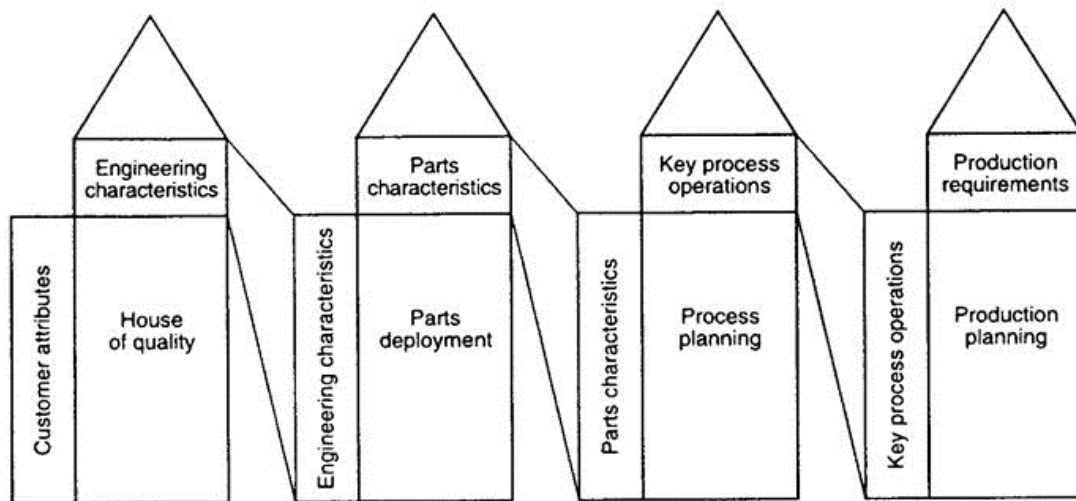 Engineering
characteristics
Parts
characteristics
Key process
operations
Production
requirements
Customer attributes
House
of quality
Engineering characteristics
Parts
deployment
Parts characteristics
Process
planning
Key process operations
Production
planning